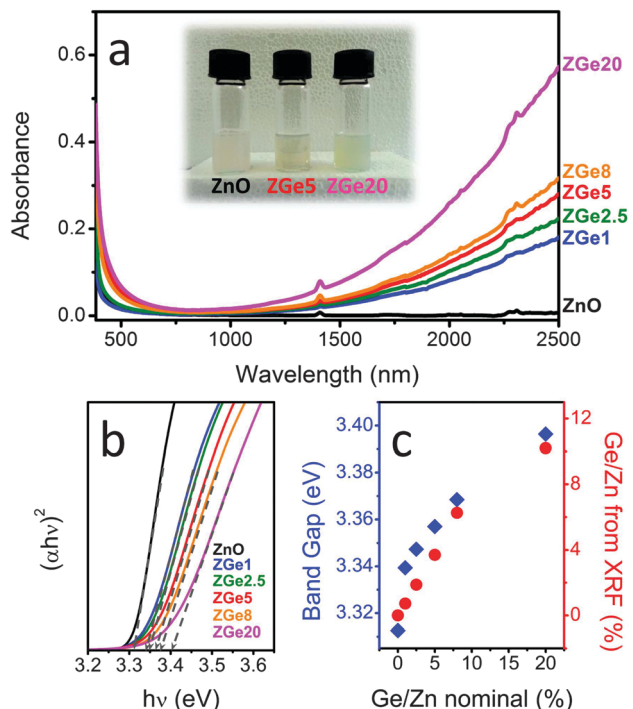 a
0.6
0.4
0.2
0.0
Absorbance
500
1000
1500
2000
2500
Wavelength (nm)
ZnO ZGe5 ZGe20
ZGe20
ZGe8
ZGe5
ZGe2.5
ZGe1
ZnO
b
(αhν)²
ZnO
ZGe1
ZGe2.5
ZGe5
ZGe8
ZGe20
3.2 3.3 3.4 3.5 3.6
hν (eV)
c
Band Gap (eV)
3.40
3.38
3.36
3.34
3.32
0 5 10 15 20
Ge/Zn nominal (%)
12
8
4
0
Ge/Zn from XRF
(%)